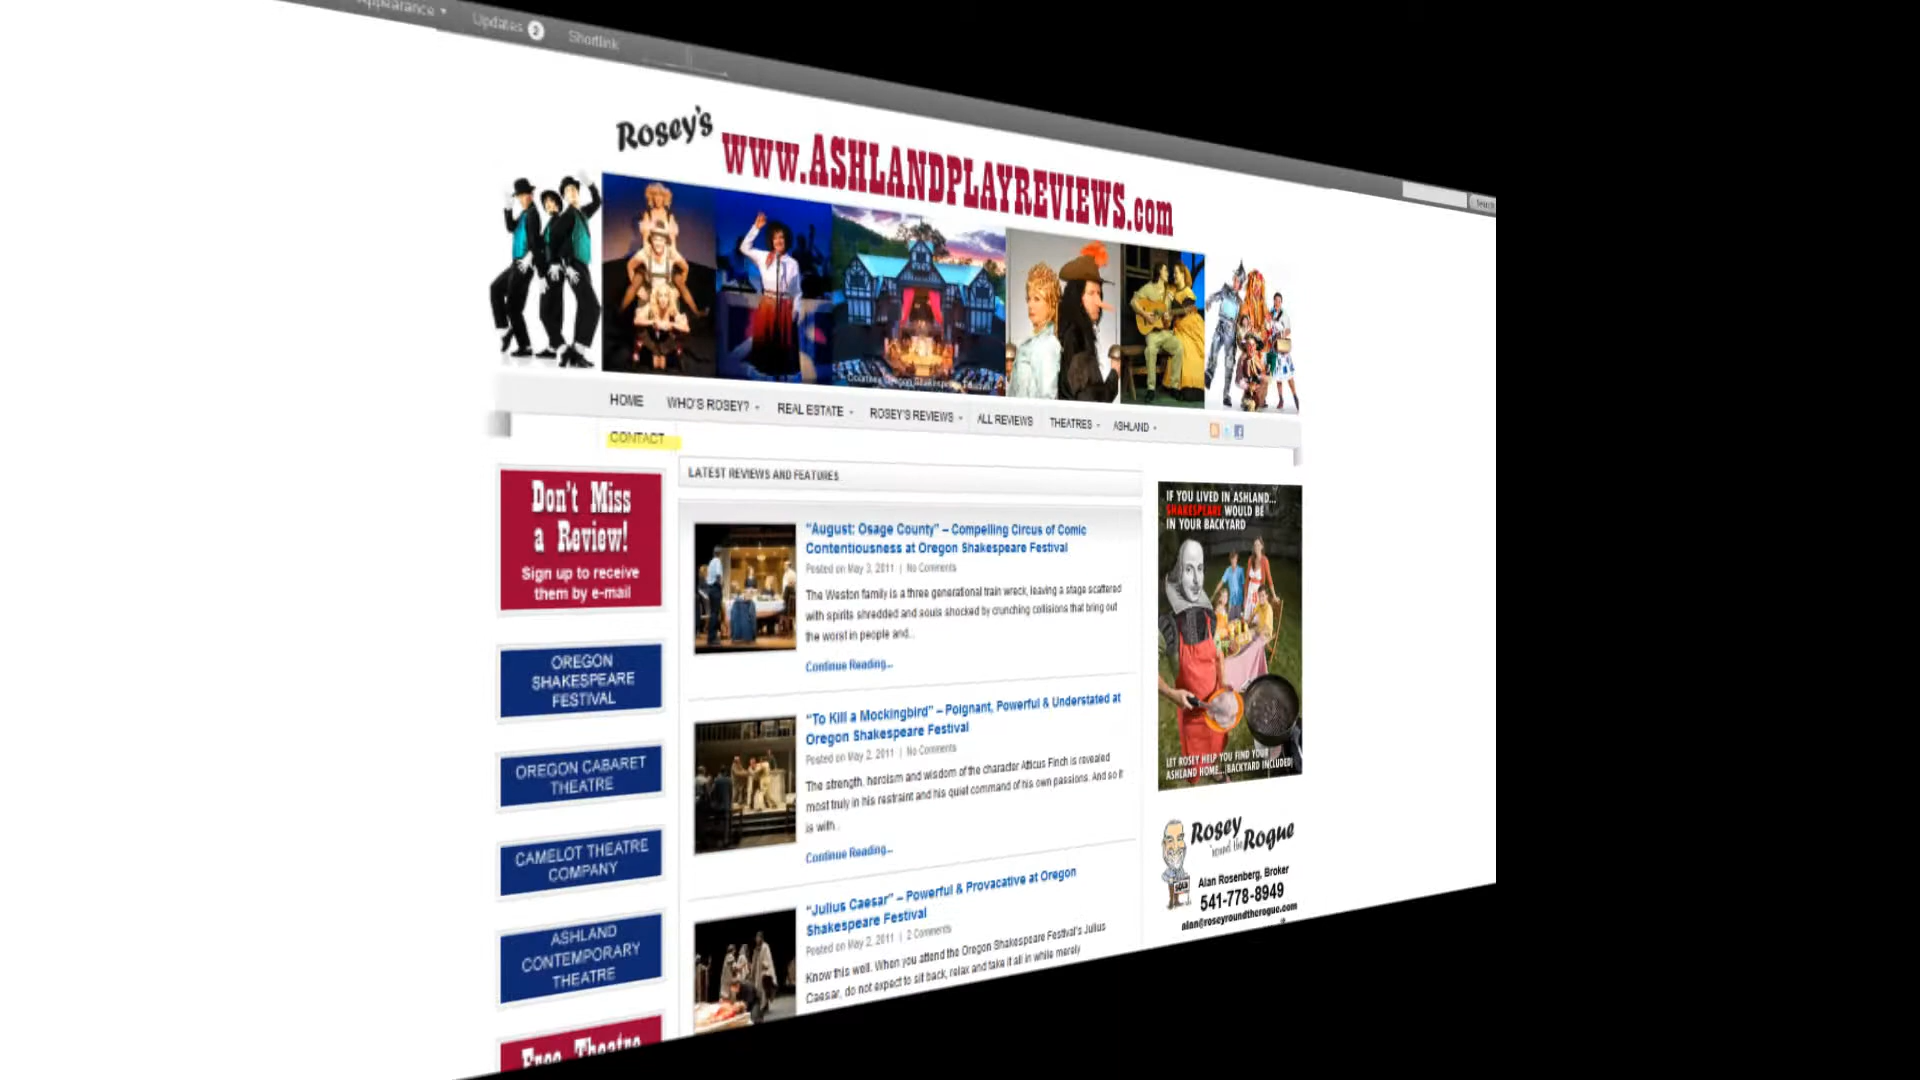 Appearance
Updates 2
Shortlink
Search
Rosey's
www.ASHLANDPLAYREVIEWS.com
Courtesy Oregon Shakespeare Festival
HOME WHO'S ROSEY? REAL ESTATE ROSEY'S REVIEWS ALL REVIEWS THEATRES ASHLAND
CONTACT
Don't Miss
a Review!
Sign up to receive
them by e-mail
OREGON
SHAKESPEARE
FESTIVAL
OREGON CABARET
THEATRE
CAMELOT THEATRE
COMPANY
ASHLAND
CONTEMPORARY
THEATRE
Free Theatre
LATEST REVIEWS AND FEATURES
"August: Osage County" – Compelling Circus of Comic
Contentiousness at Oregon Shakespeare Festival
Posted on May 3, 2011 | No Comments
The Weston family is a three generational train wreck, leaving a stage scattered
with spirits shredded and souls shocked by crunching collisions that bring out
the worst in people and...
Continue Reading...
"To Kill a Mockingbird" – Poignant, Powerful & Understated at
Oregon Shakespeare Festival
Posted on May 2, 2011 | No Comments
The strength, heroism and wisdom of the character Atticus Finch is revealed
most truly in his restraint and his quiet command of his own passions. And so it
is with...
Continue Reading...
"Julius Caesar" – Powerful & Provacative at Oregon
Shakespeare Festival
Posted on May 2, 2011 | 2 Comments
Know this well. When you attend the Oregon Shakespeare Festival's Julius
Caesar, do not expect to sit back, relax and take it all in while merely
IF YOU LIVED IN ASHLAND...
SHAKESPEARE WOULD BE
IN YOUR BACKYARD
LET ROSEY HELP YOU FIND YOUR
ASHLAND HOME... (BACKYARD INCLUDED)
Rosey
'round the Rogue
SOLD
Alan Rosenberg, Broker
541-778-8949
alan@roseyroundtherogue.com